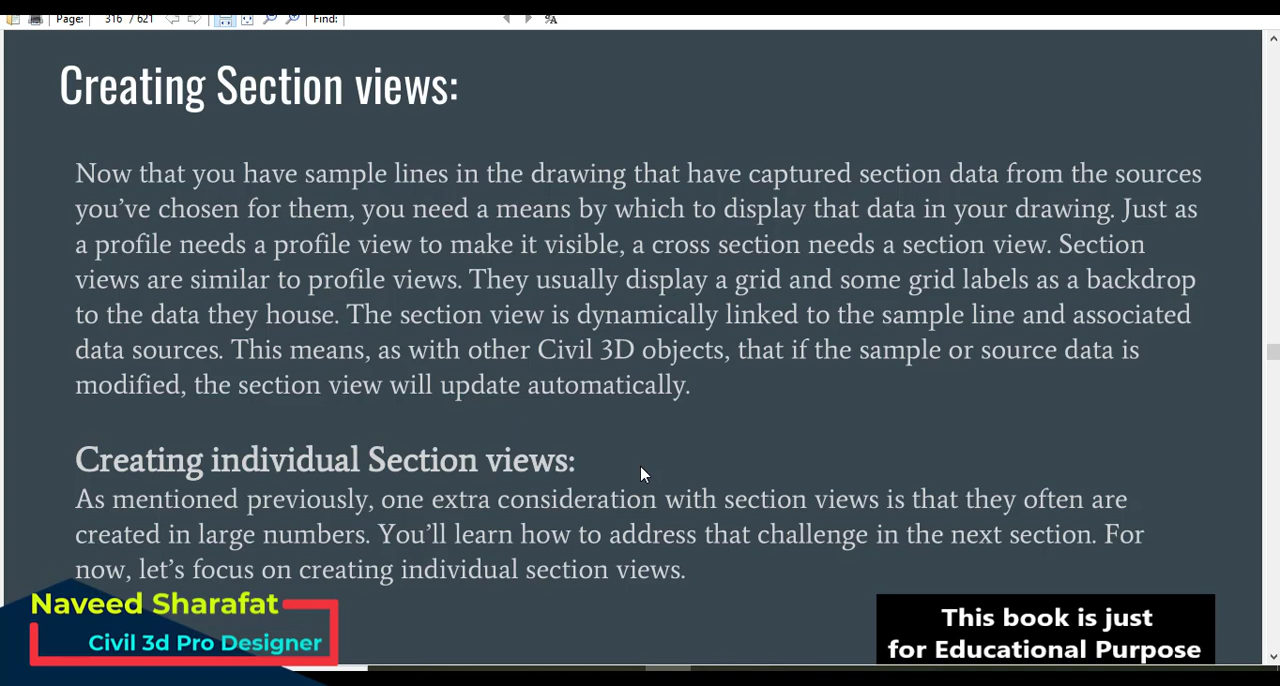 Page: 316 / 621 Find:
Creating Section views:
Now that you have sample lines in the drawing that have captured section data from the sources
you've chosen for them, you need a means by which to display that data in your drawing. Just as
a profile needs a profile view to make it visible, a cross section needs a section view. Section
views are similar to profile views. They usually display a grid and some grid labels as a backdrop
to the data they house. The section view is dynamically linked to the sample line and associated
data sources. This means, as with other Civil 3D objects, that if the sample or source data is
modified, the section view will update automatically.
Creating individual Section views:
As mentioned previously, one extra consideration with section views is that they often are
created in large numbers. You'll learn how to address that challenge in the next section. For
now, let's focus on creating individual section views.
Naveed Sharafat
Civil 3d Pro Designer
This book is just
for Educational Purpose